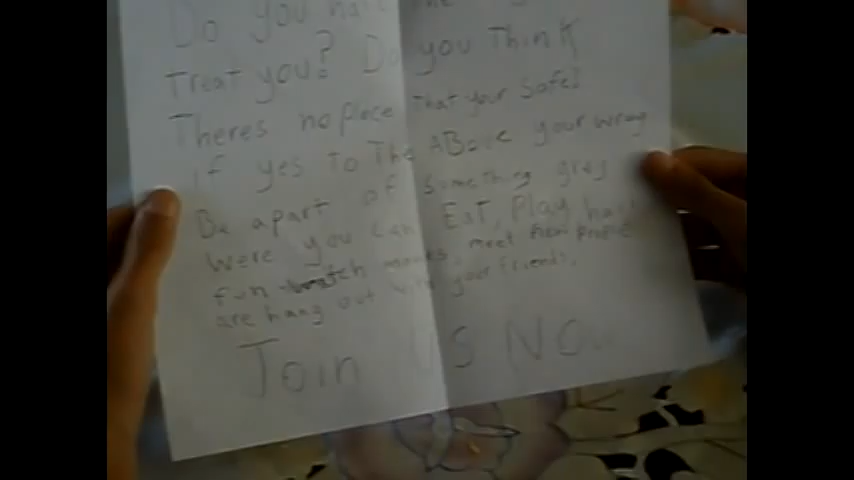 Do you
Treat you? Do you Think
Theres no place That your Safe?
if yes To The ABove your wrong
Be apart of something
Were you can EaT, Play, have
fun watch movies, meet new people
are hang out with your friends.
Join US NOW